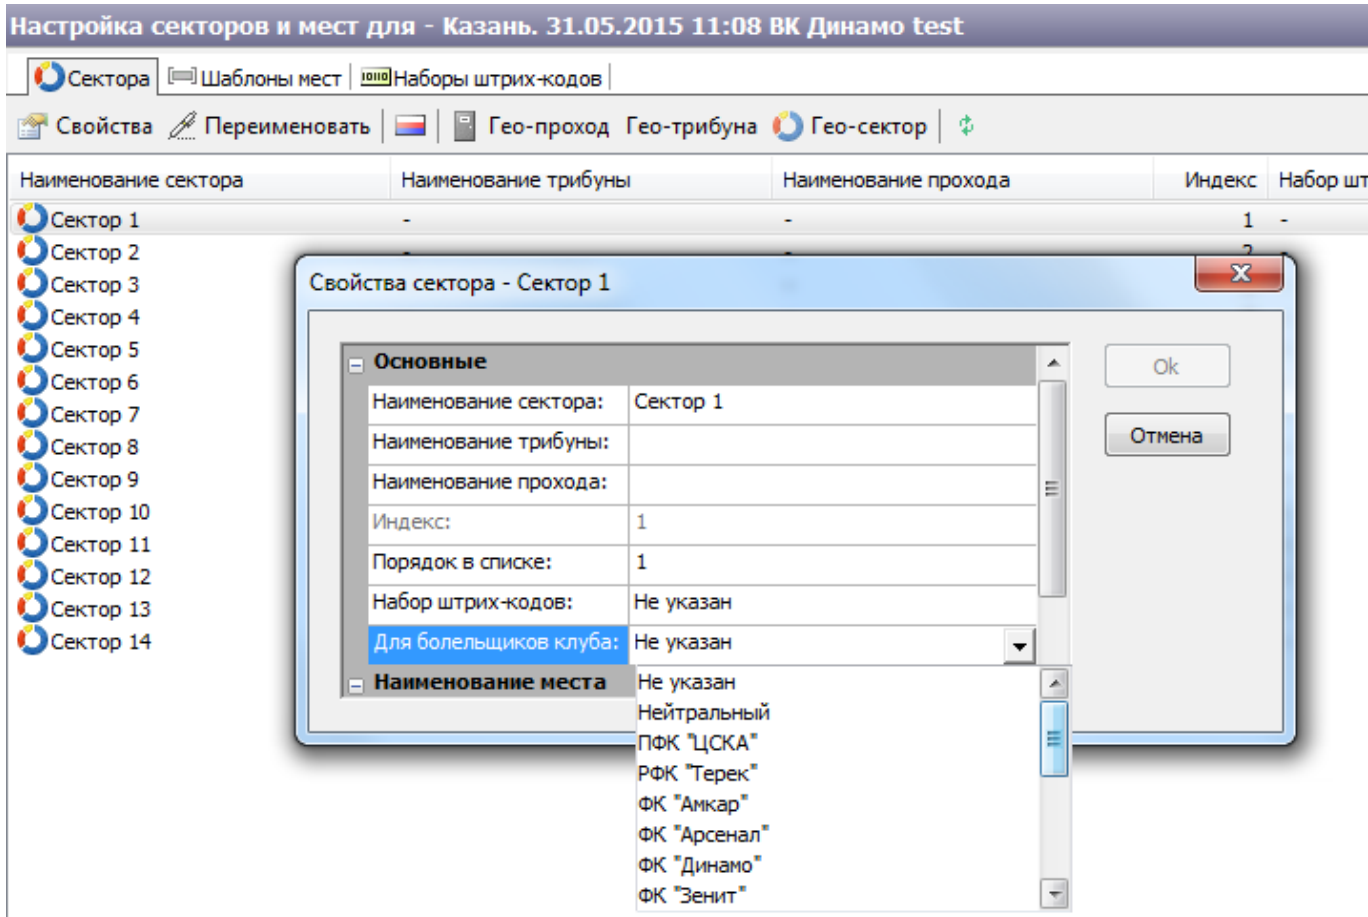 Настройка секторов и мест для - Казань. 31.05.2015 11:08 ВК Динамо test
Сектора Шаблоны мест Наборы штрих-кодов
Свойства Переименовать Гео-проход Гео-трибуна Гео-сектор
Наименование сектора Наименование трибуны Наименование прохода Индекс Набор шт
Сектор 1 - - 1 -
Сектор 2
Сектор 3
Сектор 4
Сектор 5
Сектор 6
Сектор 7
Сектор 8
Сектор 9
Сектор 10
Сектор 11
Сектор 12
Сектор 13
Сектор 14
Свойства сектора - Сектор 1
Основные
Наименование сектора: Сектор 1
Наименование трибуны:
Наименование прохода:
Индекс: 1
Порядок в списке: 1
Набор штрих-кодов: Не указан
Для болельщиков клуба: Не указан
Наименование места
Не указан
Нейтральный
ПФК "ЦСКА"
РФК "Терек"
ФК "Амкар"
ФК "Арсенал"
ФК "Динамо"
ФК "Зенит"
Ok
Отмена